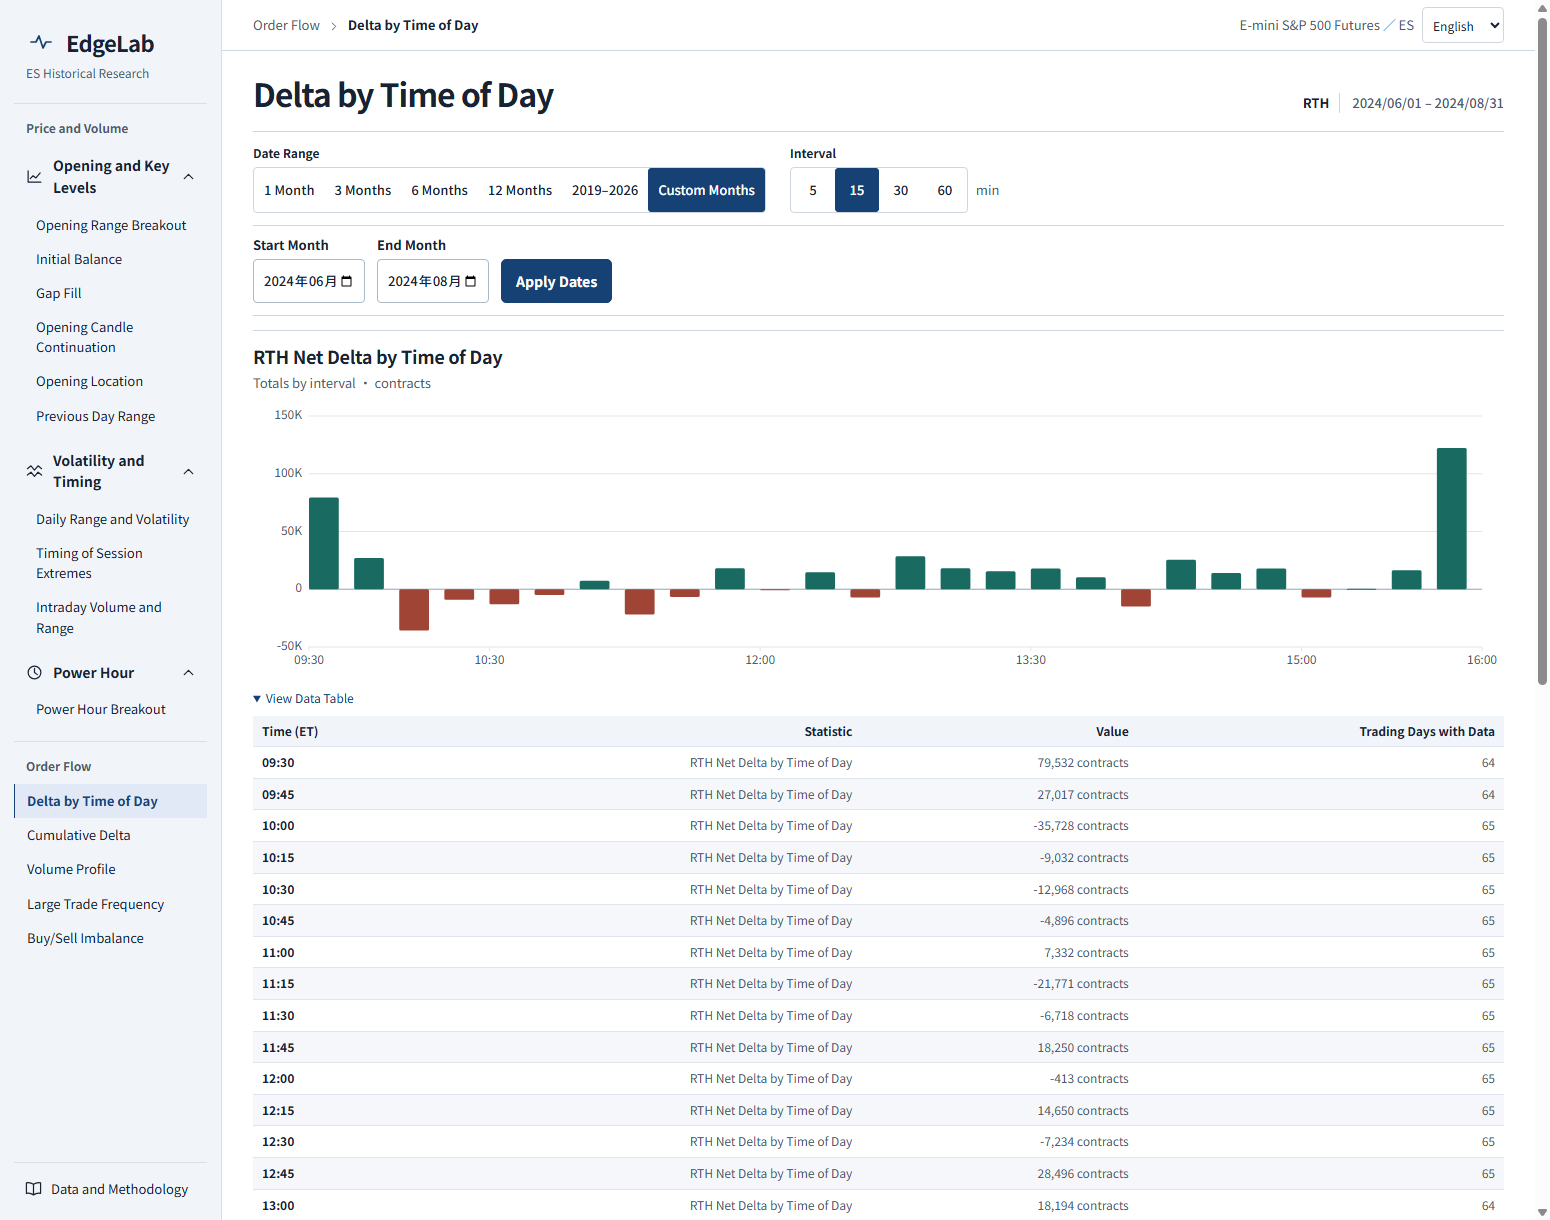 EdgeLab
ES Historical Research
Price and Volume
Opening and Key
Levels
Opening Range Breakout
Initial Balance
Gap Fill
Opening Candle
Continuation
Opening Location
Previous Day Range
Volatility and
Timing
Daily Range and Volatility
Timing of Session
Extremes
Intraday Volume and
Range
Power Hour
Power Hour Breakout
Order Flow
Delta by Time of Day
Cumulative Delta
Volume Profile
Large Trade Frequency
Buy/Sell Imbalance
Data and Methodology
Order Flow > Delta by Time of Day
E-mini S&P 500 Futures / ES English
Delta by Time of Day
RTH 2024/06/01 – 2024/08/31
Date Range
1 Month 3 Months 6 Months 12 Months 2019–2026 Custom Months
Interval
5 15 30 60 min
Start Month End Month
2024年06月 2024年08月 Apply Dates
RTH Net Delta by Time of Day
Totals by interval • contracts
150K
100K
50K
0
-50K
09:30 10:30 12:00 13:30 15:00 16:00
▼ View Data Table
Time (ET) Statistic Value Trading Days with Data
09:30 RTH Net Delta by Time of Day 79,532 contracts 64
09:45 RTH Net Delta by Time of Day 27,017 contracts 64
10:00 RTH Net Delta by Time of Day -35,728 contracts 65
10:15 RTH Net Delta by Time of Day -9,032 contracts 65
10:30 RTH Net Delta by Time of Day -12,968 contracts 65
10:45 RTH Net Delta by Time of Day -4,896 contracts 65
11:00 RTH Net Delta by Time of Day 7,332 contracts 65
11:15 RTH Net Delta by Time of Day -21,771 contracts 65
11:30 RTH Net Delta by Time of Day -6,718 contracts 65
11:45 RTH Net Delta by Time of Day 18,250 contracts 65
12:00 RTH Net Delta by Time of Day -413 contracts 65
12:15 RTH Net Delta by Time of Day 14,650 contracts 65
12:30 RTH Net Delta by Time of Day -7,234 contracts 65
12:45 RTH Net Delta by Time of Day 28,496 contracts 65
13:00 RTH Net Delta by Time of Day 18,194 contracts 64